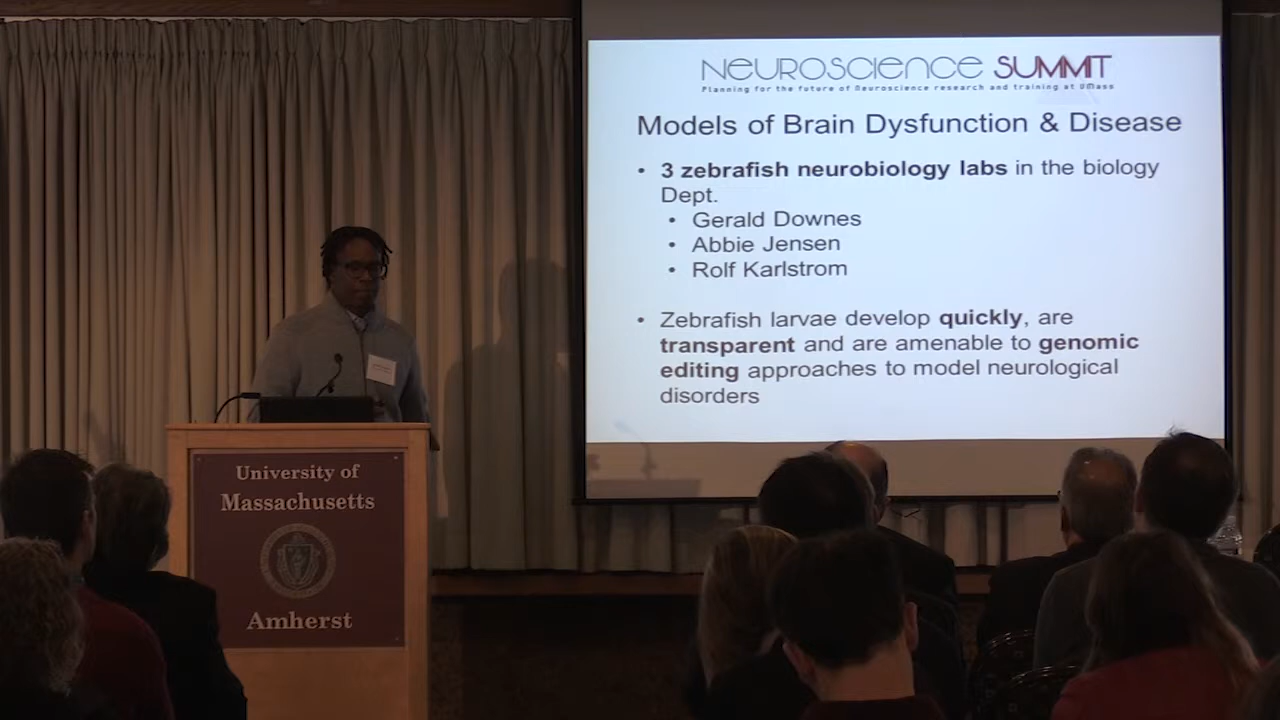 NEUROSCIENCE SUMMIT
Planning for the future of Neuroscience research and training at UMass
Models of Brain Dysfunction & Disease
• 3 zebrafish neurobiology labs in the biology
Dept.
• Gerald Downes
• Abbie Jensen
• Rolf Karlstrom
• Zebrafish larvae develop quickly, are
transparent and are amenable to genomic
editing approaches to model neurological
disorders
University of
Massachusetts
Amherst